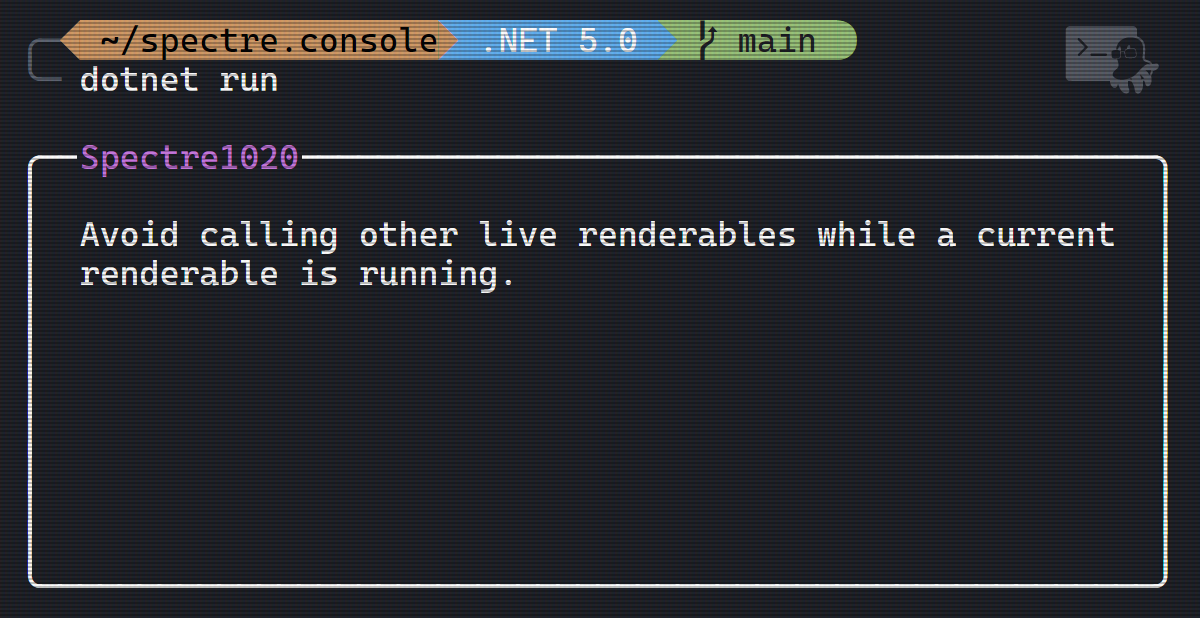 ~/spectre.console .NET 5.0 main
dotnet run
Spectre1020
Avoid calling other live renderables while a current
renderable is running.